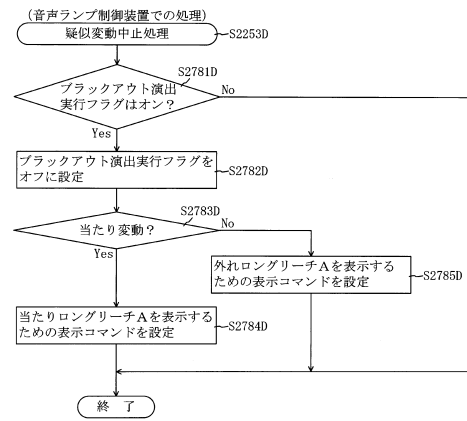 (音声ランプ制御装置での処理)
疑似変動中止処理
S2253D
S2781D
ブラックアウト演出
実行フラグはオン？
No
Yes
ブラックアウト演出実行フラグを
オフに設定
S2782D
S2783D
当たり変動？
No
Yes
外れロングリーチAを表示する
ための表示コマンドを設定
S2785D
当たりロングリーチAを表示する
ための表示コマンドを設定
S2784D
終 了